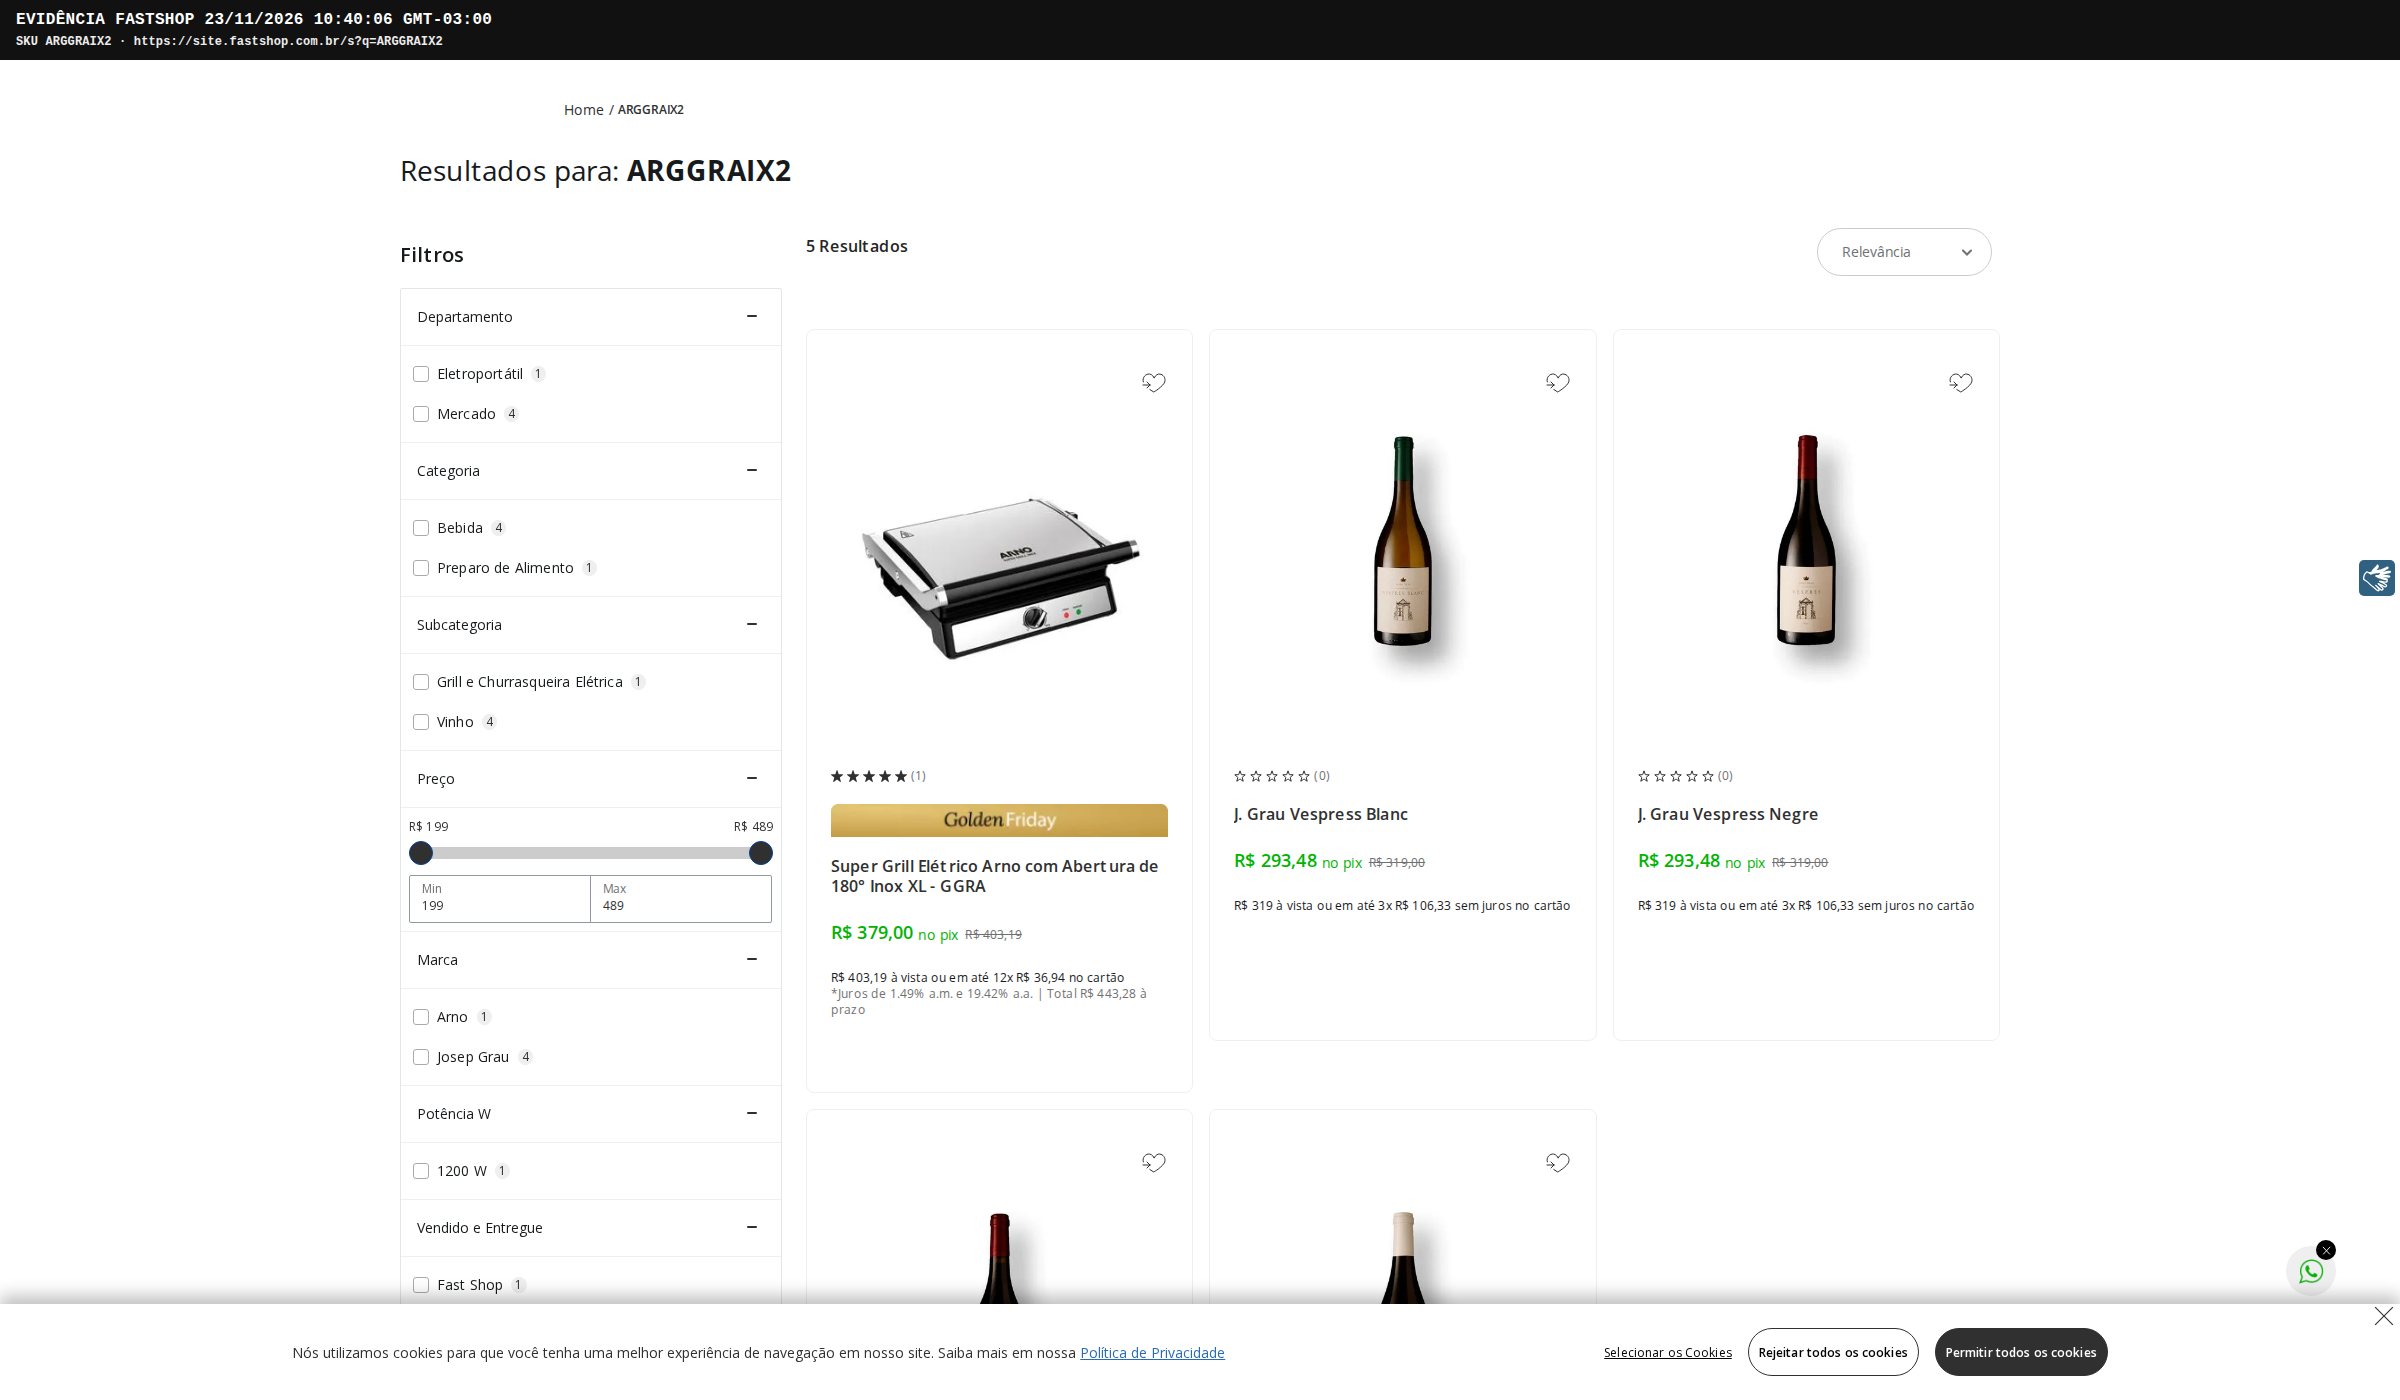 EVIDÊNCIA FASTSHOP 23/11/2026 10:40:06 GMT-03:00
SKU ARGGRAIX2 · https://site.fastshop.com.br/s?q=ARGGRAIX2
Home / ARGGRAIX2
Resultados para: ARGGRAIX2
Filtros
5 Resultados
Relevância
Departamento
Eletroportátil 1
Mercado 4
Categoria
Bebida 4
Preparo de Alimento 1
Subcategoria
Grill e Churrasqueira Elétrica 1
Vinho 4
Preço
R$ 199 R$ 489
Min
199
Max
489
Marca
Arno 1
Josep Grau 4
Potência W
1200 W 1
Vendido e Entregue
Fast Shop 1
ARNO
(1)
Golden Friday
Super Grill Elétrico Arno com Abertura de
180° Inox XL - GGRA
R$ 379,00 no pix R$ 403,19
R$ 403,19 à vista ou em até 12x R$ 36,94 no cartão
*Juros de 1.49% a.m. e 19.42% a.a. | Total R$ 443,28 à
prazo
(0)
J. Grau Vespress Blanc
R$ 293,48 no pix R$ 319,00
R$ 319 à vista ou em até 3x R$ 106,33 sem juros no cartão
(0)
J. Grau Vespress Negre
R$ 293,48 no pix R$ 319,00
R$ 319 à vista ou em até 3x R$ 106,33 sem juros no cartão
Nós utilizamos cookies para que você tenha uma melhor experiência de navegação em nosso site. Saiba mais em nossa Política de Privacidade
Selecionar os Cookies
Rejeitar todos os cookies
Permitir todos os cookies